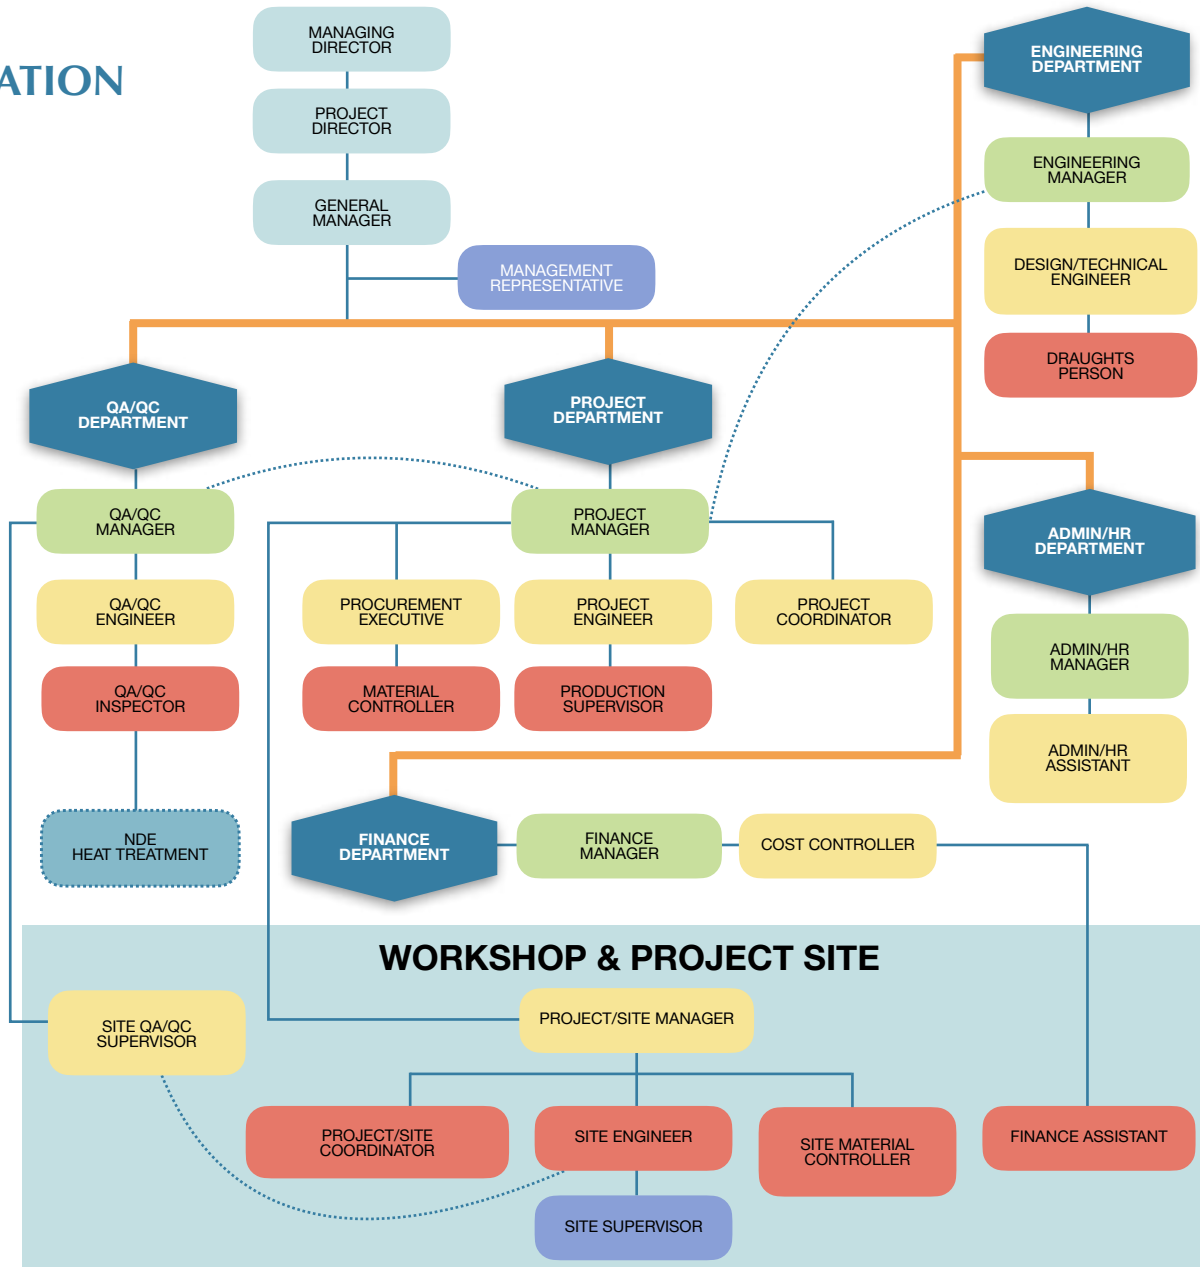 MANAGING
DIRECTOR
ENGINEERING
DEPARTMENT
ATION
PROJECT
DIRECTOR
ENGINEERING
MANAGER
GENERAL
MANAGER
MANAGEMENT
REPRESENTATIVE
DESIGN/TECHNICAL
ENGINEER
DRAUGHTS
PERSON
QA/QC
DEPARTMENT
PROJECT
DEPARTMENT
QA/QC
MANAGER
PROJECT
MANAGER
ADMIN/HR
DEPARTMENT
QA/QC
ENGINEER
PROCUREMENT
EXECUTIVE
PROJECT
ENGINEER
PROJECT
COORDINATOR
ADMIN/HR
MANAGER
QA/QC
INSPECTOR
MATERIAL
CONTROLLER
PRODUCTION
SUPERVISOR
ADMIN/HR
ASSISTANT
NDE
HEAT TREATMENT
FINANCE
DEPARTMENT
FINANCE
MANAGER
COST CONTROLLER
WORKSHOP & PROJECT SITE
SITE QA/QC
SUPERVISOR
PROJECT/SITE MANAGER
PROJECT/SITE
COORDINATOR
SITE ENGINEER
SITE MATERIAL
CONTROLLER
FINANCE ASSISTANT
SITE SUPERVISOR